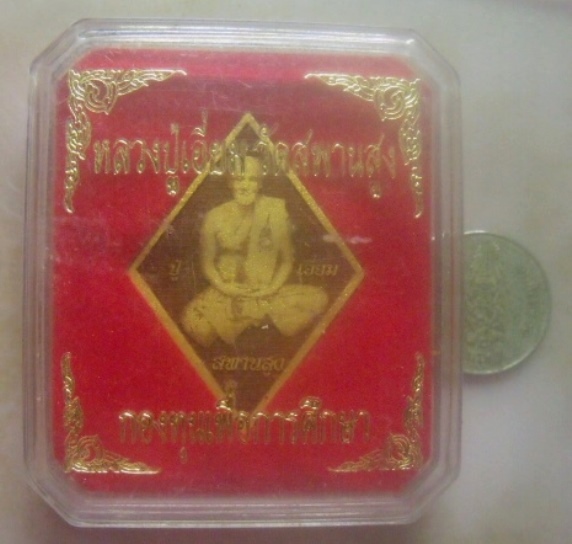 หลวงปู่เอี่ยม วัดสพานสูง
ปู่ เอี่ยม
สพานสูง
กองทุนเพื่อการศึกษา